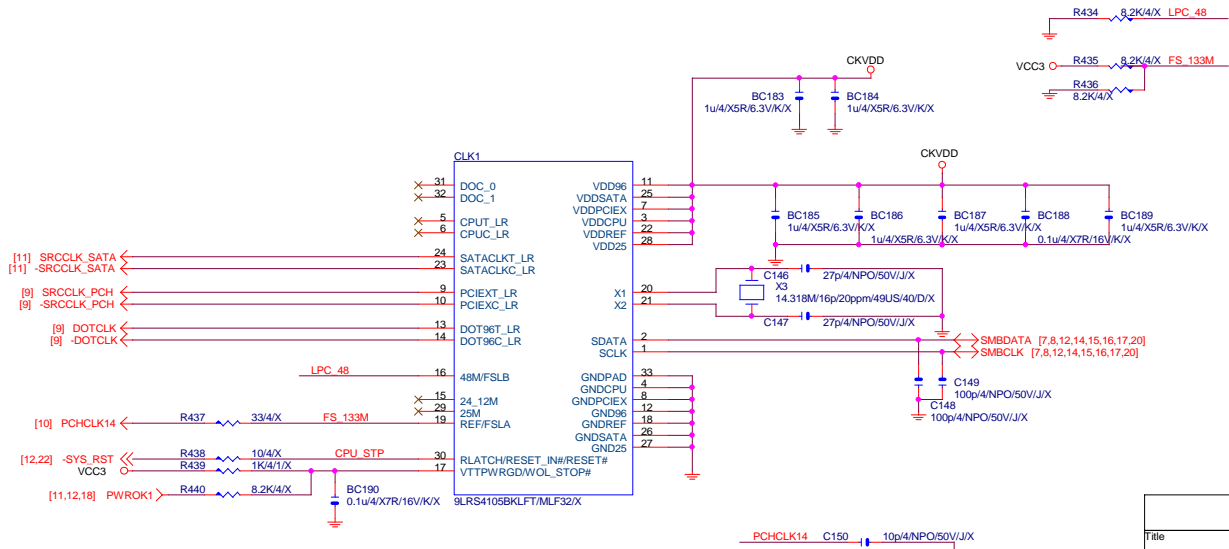 R434 8.2K/4/X LPC_48
VCC3 R435 8.2K/4/X FS_133M
R436
8.2K/4/X
CKVDD
BC183
1u/4/X5R/6.3V/K/X
BC184
1u/4/X5R/6.3V/K/X
CKVDD
BC185
1u/4/X5R/6.3V/K/X
BC186
1u/4/X5R/6.3V/K/X
BC187
1u/4/X5R/6.3V/K/X
BC188
0.1u/4/X7R/16V/K/X
BC189
1u/4/X5R/6.3V/K/X
CLK1
31 DOC_0
32 DOC_1
5 CPUT_LR
6 CPUC_LR
[11] SRCCLK_SATA 24 SATACLKT_LR
[11] -SRCCLK_SATA 23 SATACLKC_LR
[9] SRCCLK_PCH 9 PCIEXT_LR
[9] -SRCCLK_PCH 10 PCIEXC_LR
[9] DOTCLK 13 DOT96T_LR
[9] -DOTCLK 14 DOT96C_LR
LPC_48 16 48M/FSLB
15 24_12M
29 25M
[10] PCHCLK14 R437 33/4/X FS_133M 19 REF/FSLA
[12,22] -SYS_RST R438 10/4/X CPU_STP 30 RLATCH/RESET_IN#/RESET#
VCC3 R439 1K/4/1/X 17 VTTPWRGD/WOL_STOP#
[11,12,18] PWROK1 R440 8.2K/4/X
BC190
0.1u/4/X7R/16V/K/X
VDD96 11
VDDSATA 25
VDDPCIEX 7
VDDCPU 3
VDDREF 22
VDD25 28
X1 20
X2 21
SDATA 2 SMBDATA [7,8,12,14,15,16,17,20]
SCLK 1 SMBCLK [7,8,12,14,15,16,17,20]
GNDPAD 33
GNDCPU 4
GNDPCIEX 8
GND96 12
GNDREF 18
GNDSATA 26
GND25 27
9LRS4105BKLFT/MLF32/X
C146 27p/4/NPO/50V/J/X
X3
14.318M/16p/20ppm/49US/40/D/X
C147 27p/4/NPO/50V/J/X
C149
100p/4/NPO/50V/J/X
C148
100p/4/NPO/50V/J/X
PCHCLK14 C150 10p/4/NPO/50V/J/X
Title